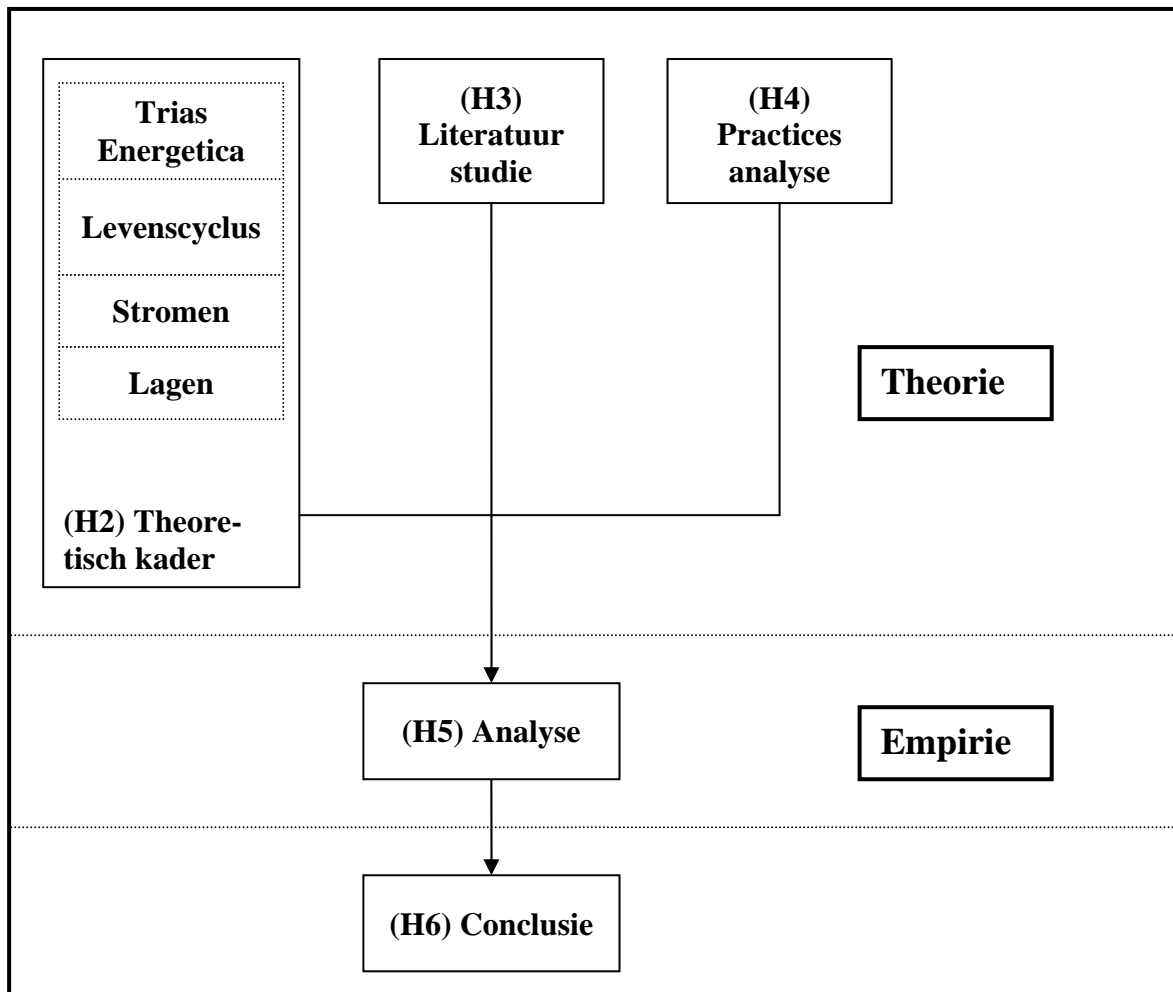 Trias
Energetica
Levenscyclus
Stromen
Lagen
(H2) Theore-
tisch kader
(H3)
Literatuur
studie
(H4)
Practices
analyse
Theorie
(H5) Analyse
Empirie
(H6) Conclusie